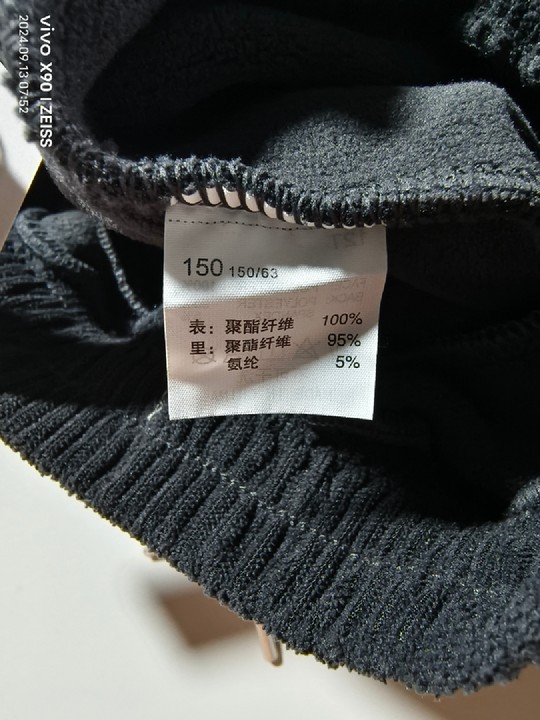 vivo X90 | ZEISS
2024.09.13 07:52
150 150/63
表：聚酯纤维 100%
里：聚酯纤维 95%
氨纶 5%